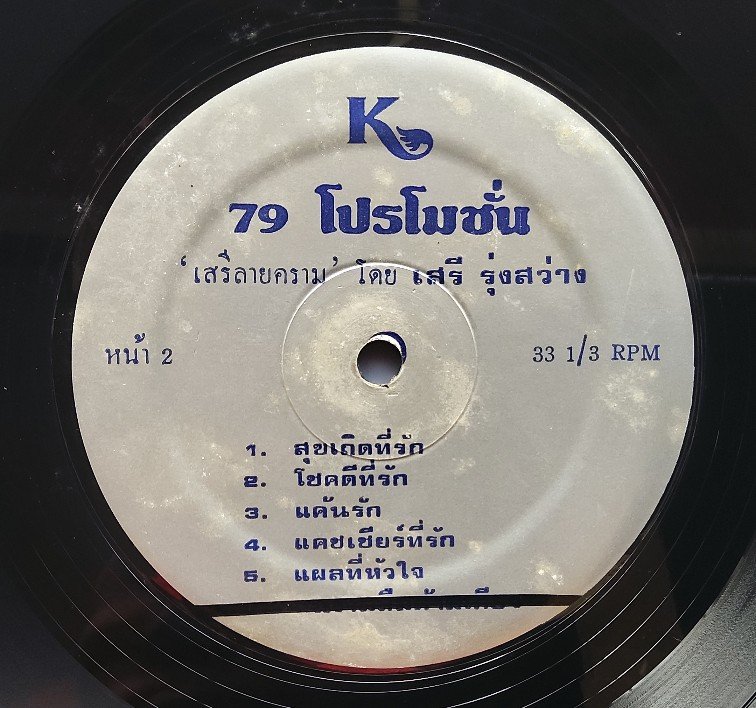 K
79 โปรโมชั่น
'เสรีลายคราม' โดย เสรี รุ่งสว่าง
หน้า 2
33 1/3 RPM
1. สุขเถิดที่รัก
2. โชคดีที่รัก
3. แค้นรัก
4. แคชเชียร์ที่รัก
5. แผลที่หัวใจ